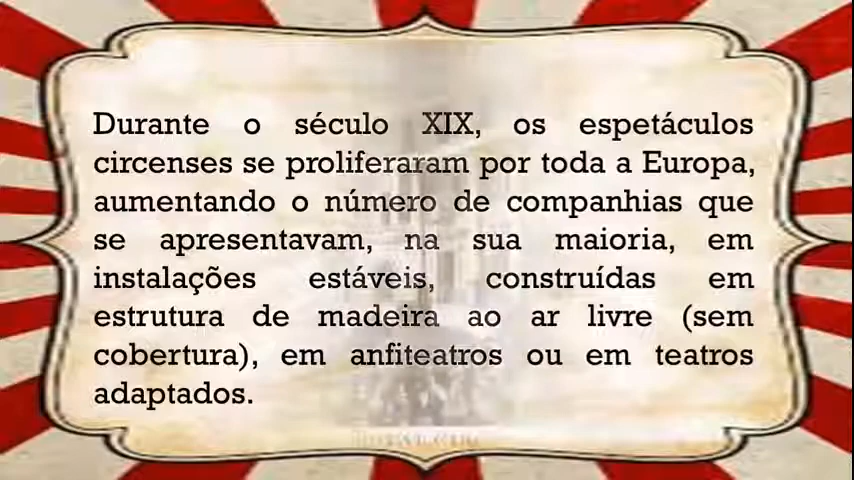 Durante o século XIX, os espetáculos
circenses se proliferaram por toda a Europa,
aumentando o número de companhias que
se apresentavam, na sua maioria, em
instalações estáveis, construídas em
estrutura de madeira ao ar livre (sem
cobertura), em anfiteatros ou em teatros
adaptados.